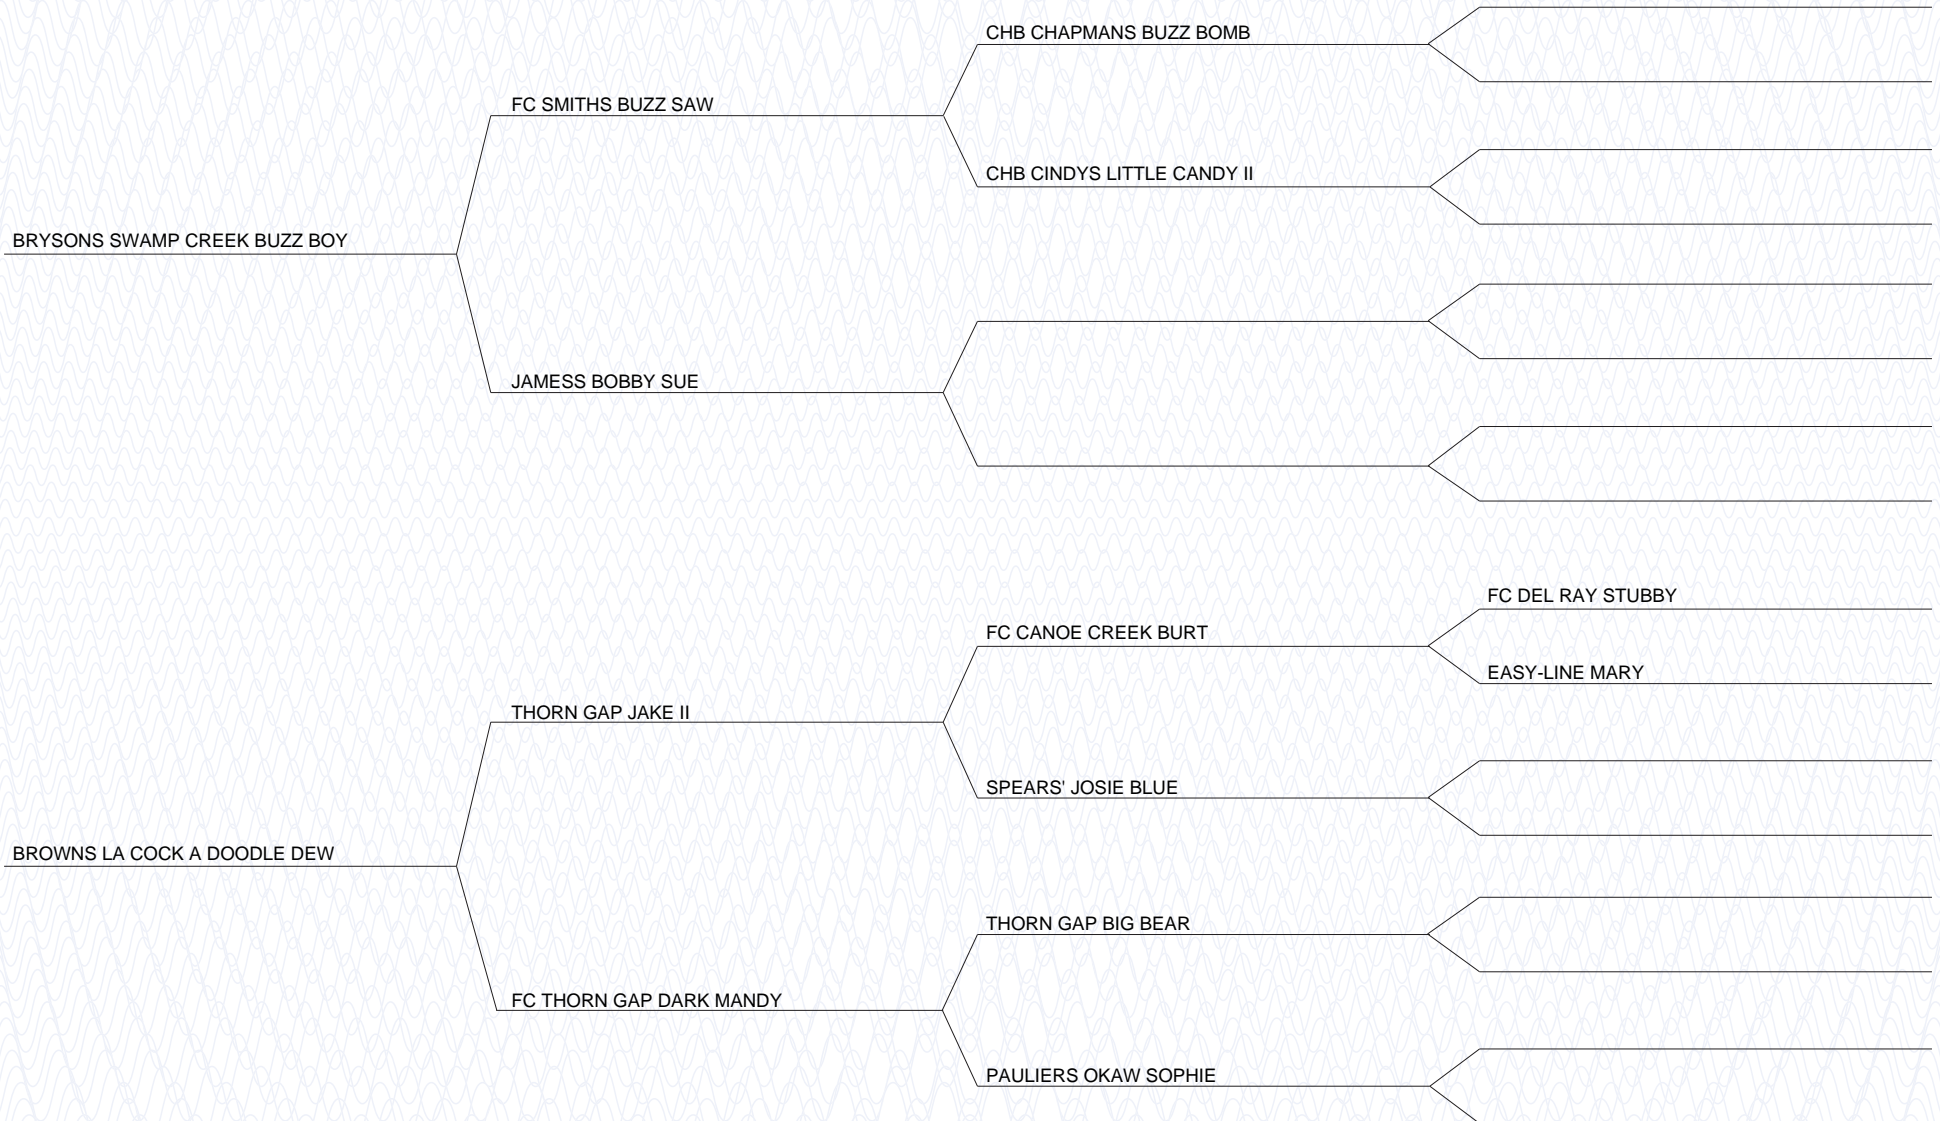 CHB CHAPMANS BUZZ BOMB
FC SMITHS BUZZ SAW
CHB CINDYS LITTLE CANDY II
BRYSONS SWAMP CREEK BUZZ BOY
JAMESS BOBBY SUE
FC DEL RAY STUBBY
FC CANOE CREEK BURT
EASY-LINE MARY
THORN GAP JAKE II
SPEARS' JOSIE BLUE
BROWNS LA COCK A DOODLE DEW
THORN GAP BIG BEAR
FC THORN GAP DARK MANDY
PAULIERS OKAW SOPHIE